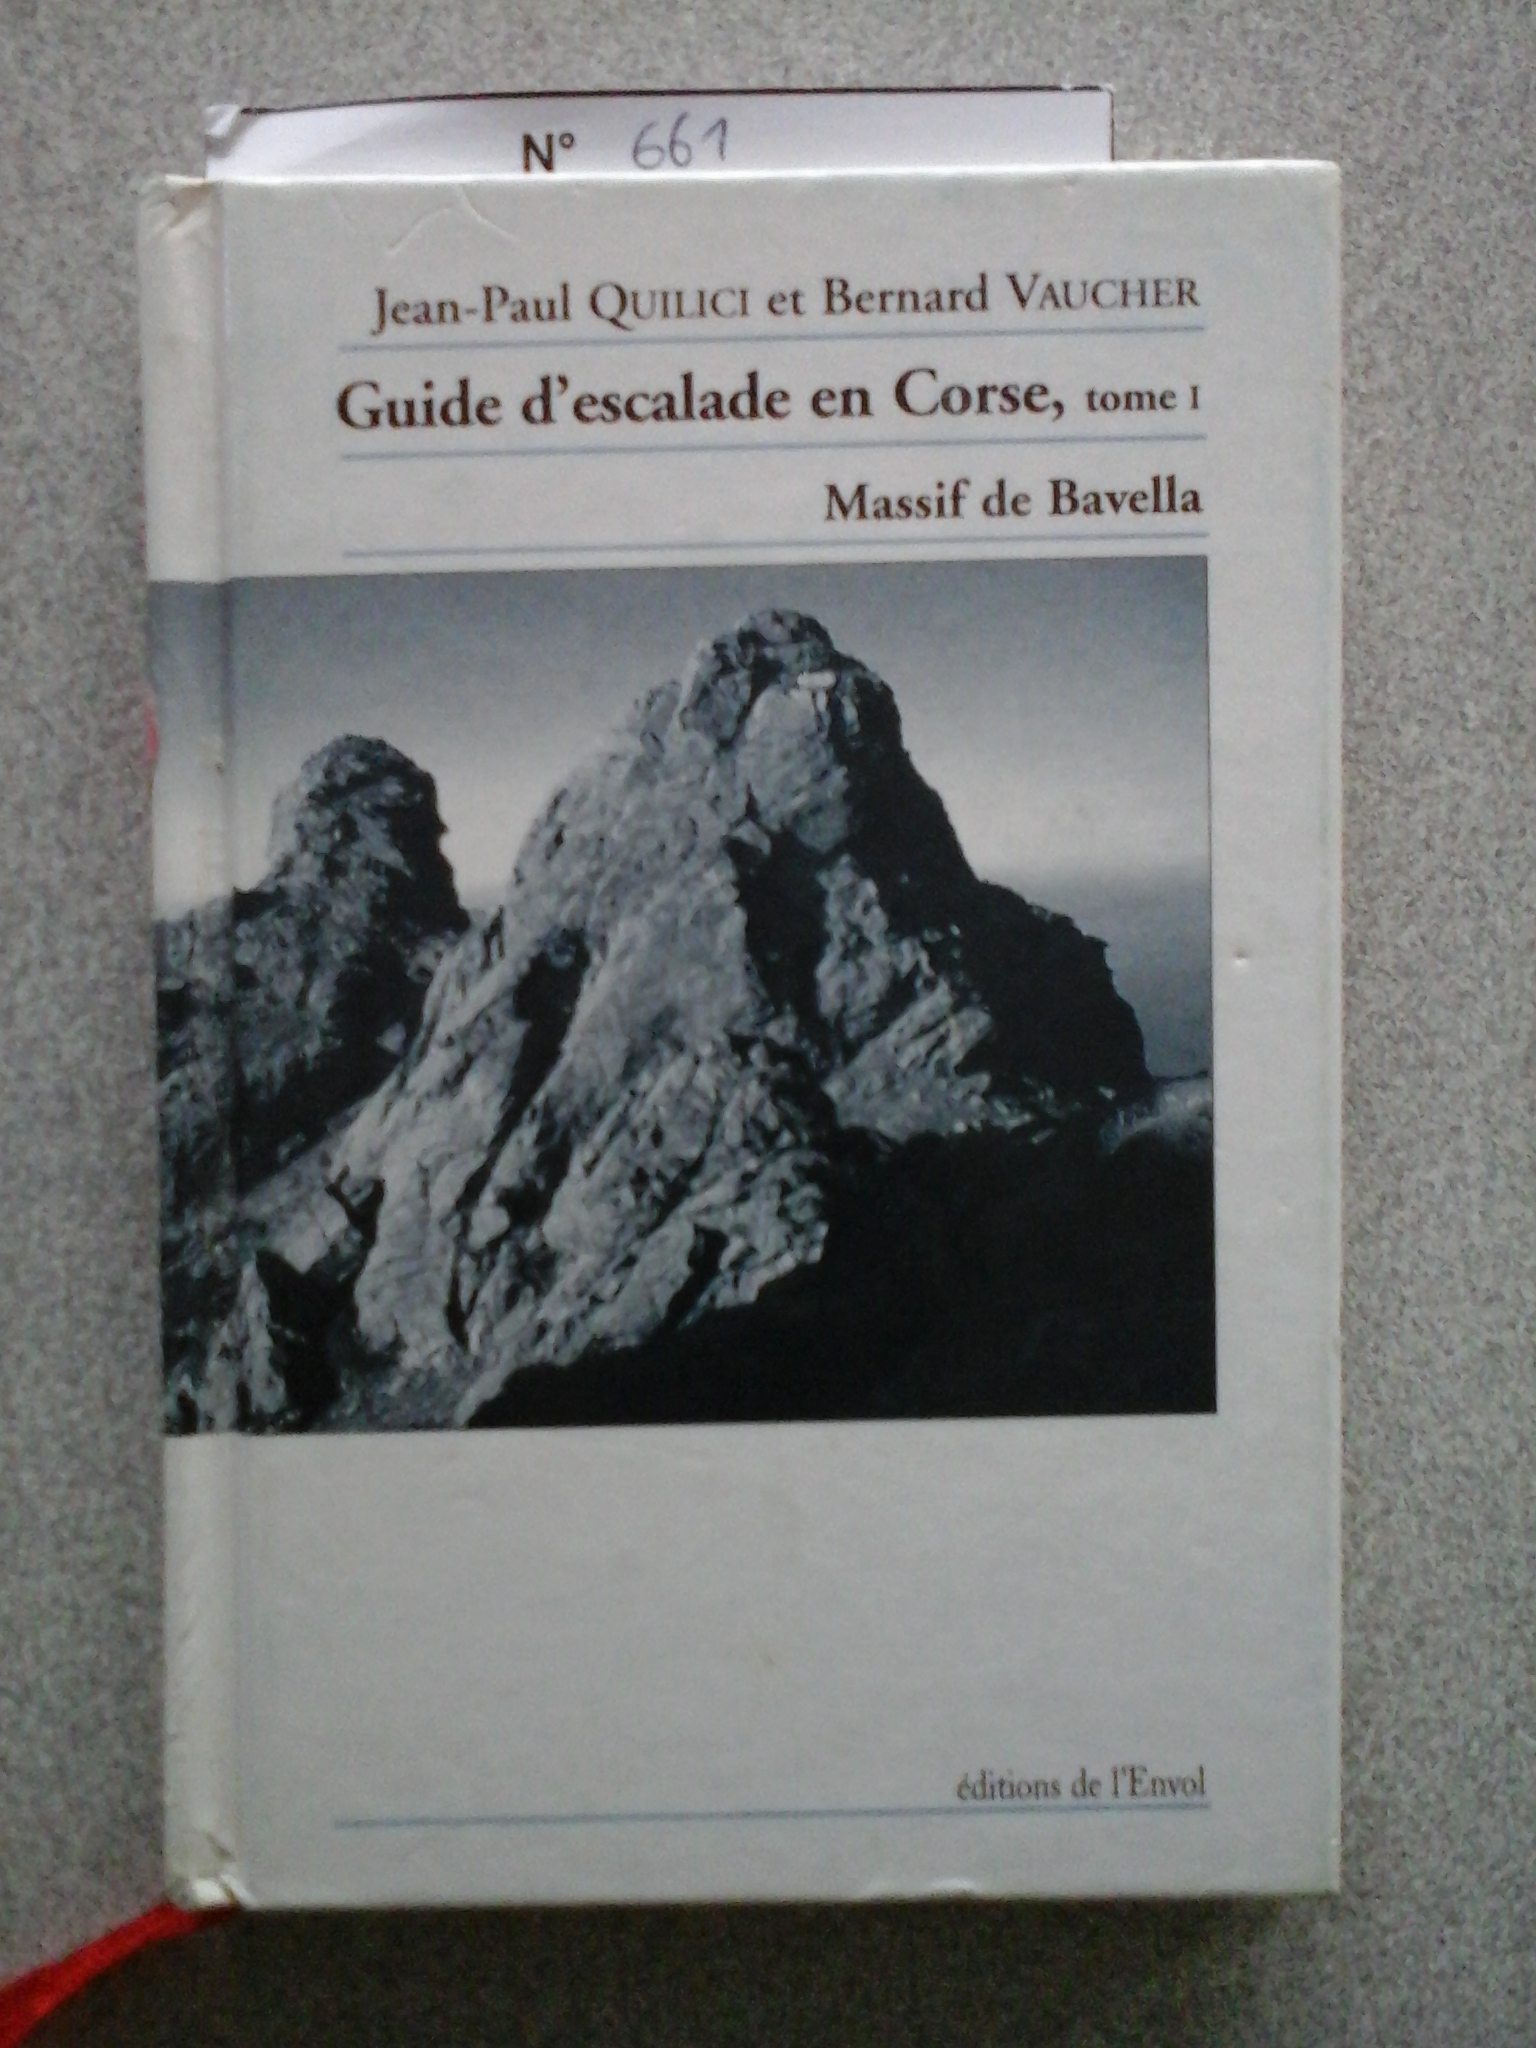 N° 661
Jean-Paul QUILICI et Bernard VAUCHER
Guide d'escalade en Corse, tome I
Massif de Bavella
éditions de l'Envol